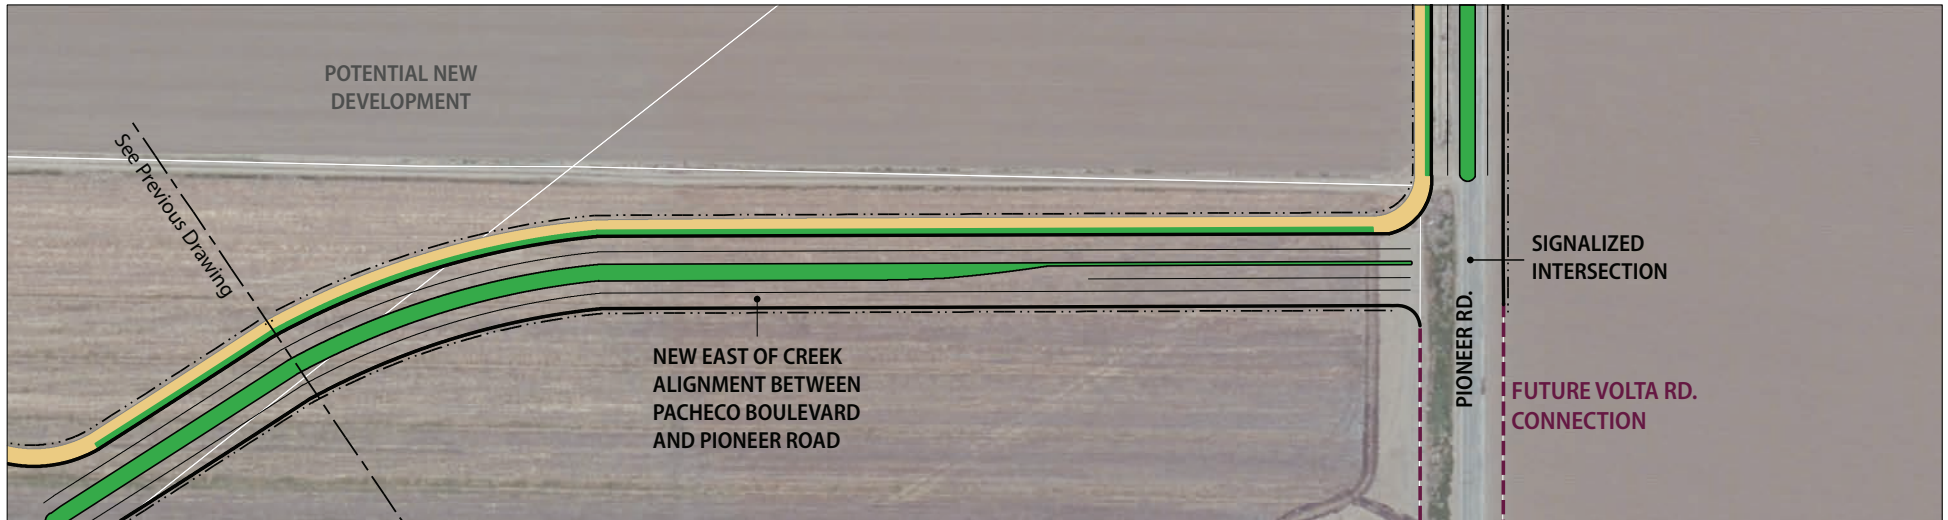 POTENTIAL NEW
DEVELOPMENT
See Previous Drawing
NEW EAST OF CREEK
ALIGNMENT BETWEEN
PACHECO BOULEVARD
AND PIONEER ROAD
PIONEER RD.
SIGNALIZED
INTERSECTION
FUTURE VOLTA RD.
CONNECTION